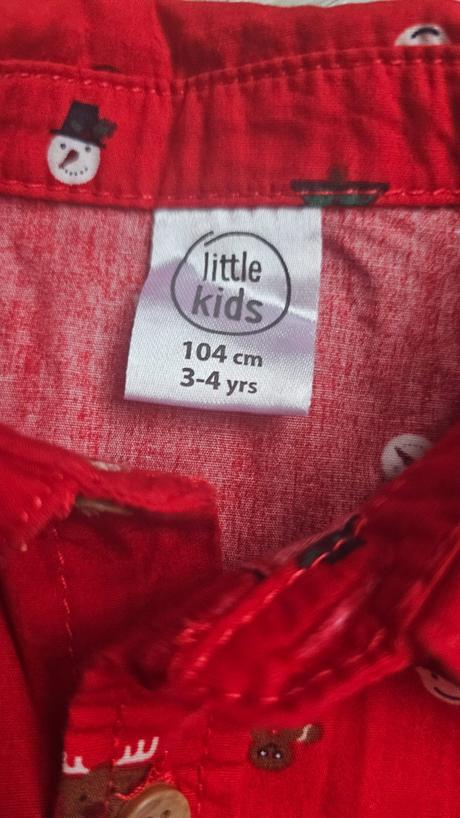 little
kids
104 cm
3-4 yrs